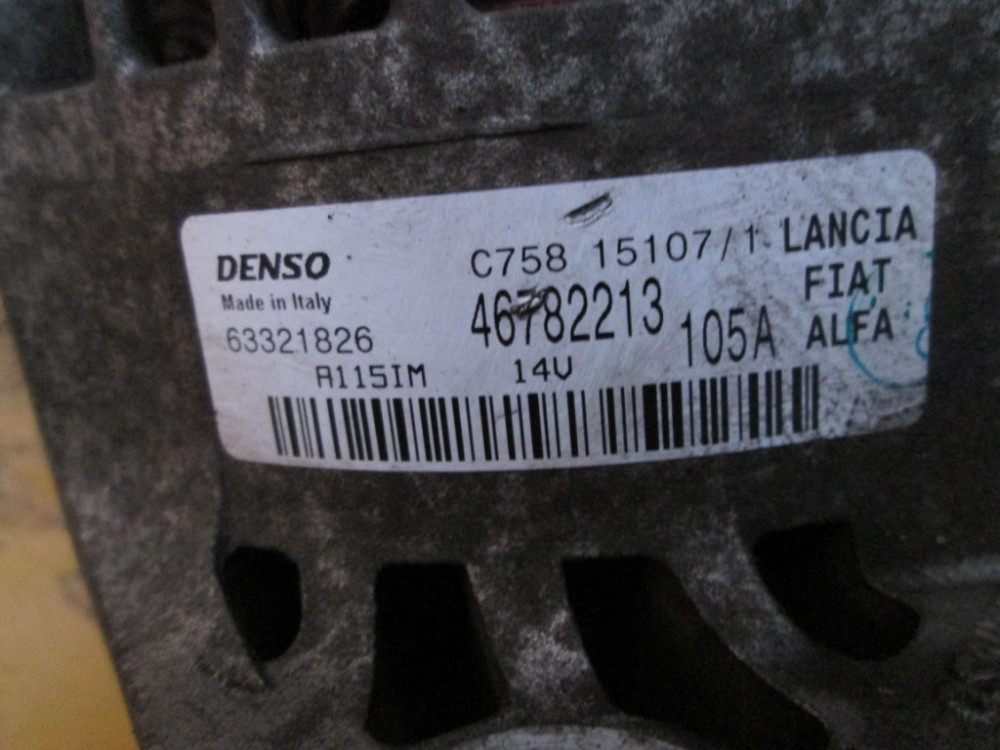 DENSO
Made in Italy
63321826
A115IM 14V
C758 15107/1
46782213
105A
LANCIA
FIAT
ALFA